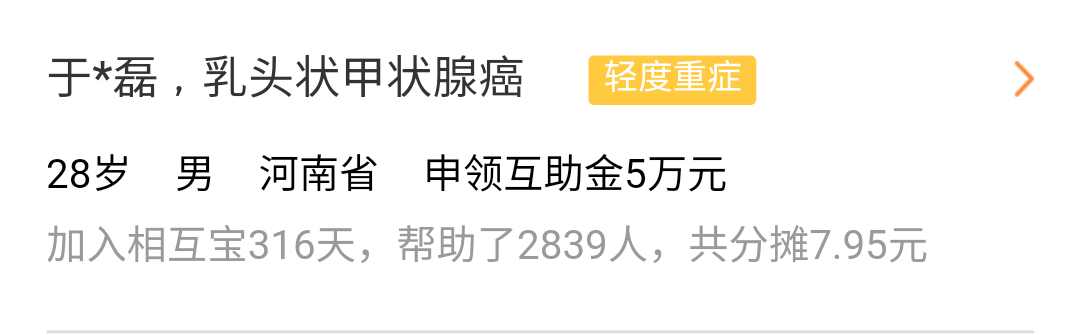 于*磊，乳头状甲状腺癌 轻度重症
28岁 男 河南省 申领互助金5万元
加入相互宝316天，帮助了2839人，共分摊7.95元